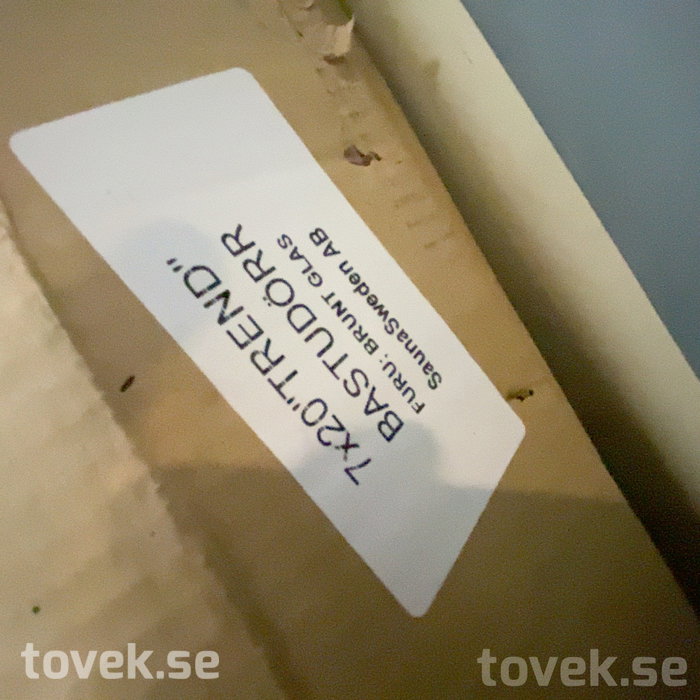 7x20"TREND"
BASTUDÖRR
FURU: BRUNT GLAS
SaunaSweden AB
tovek.se
tovek.se